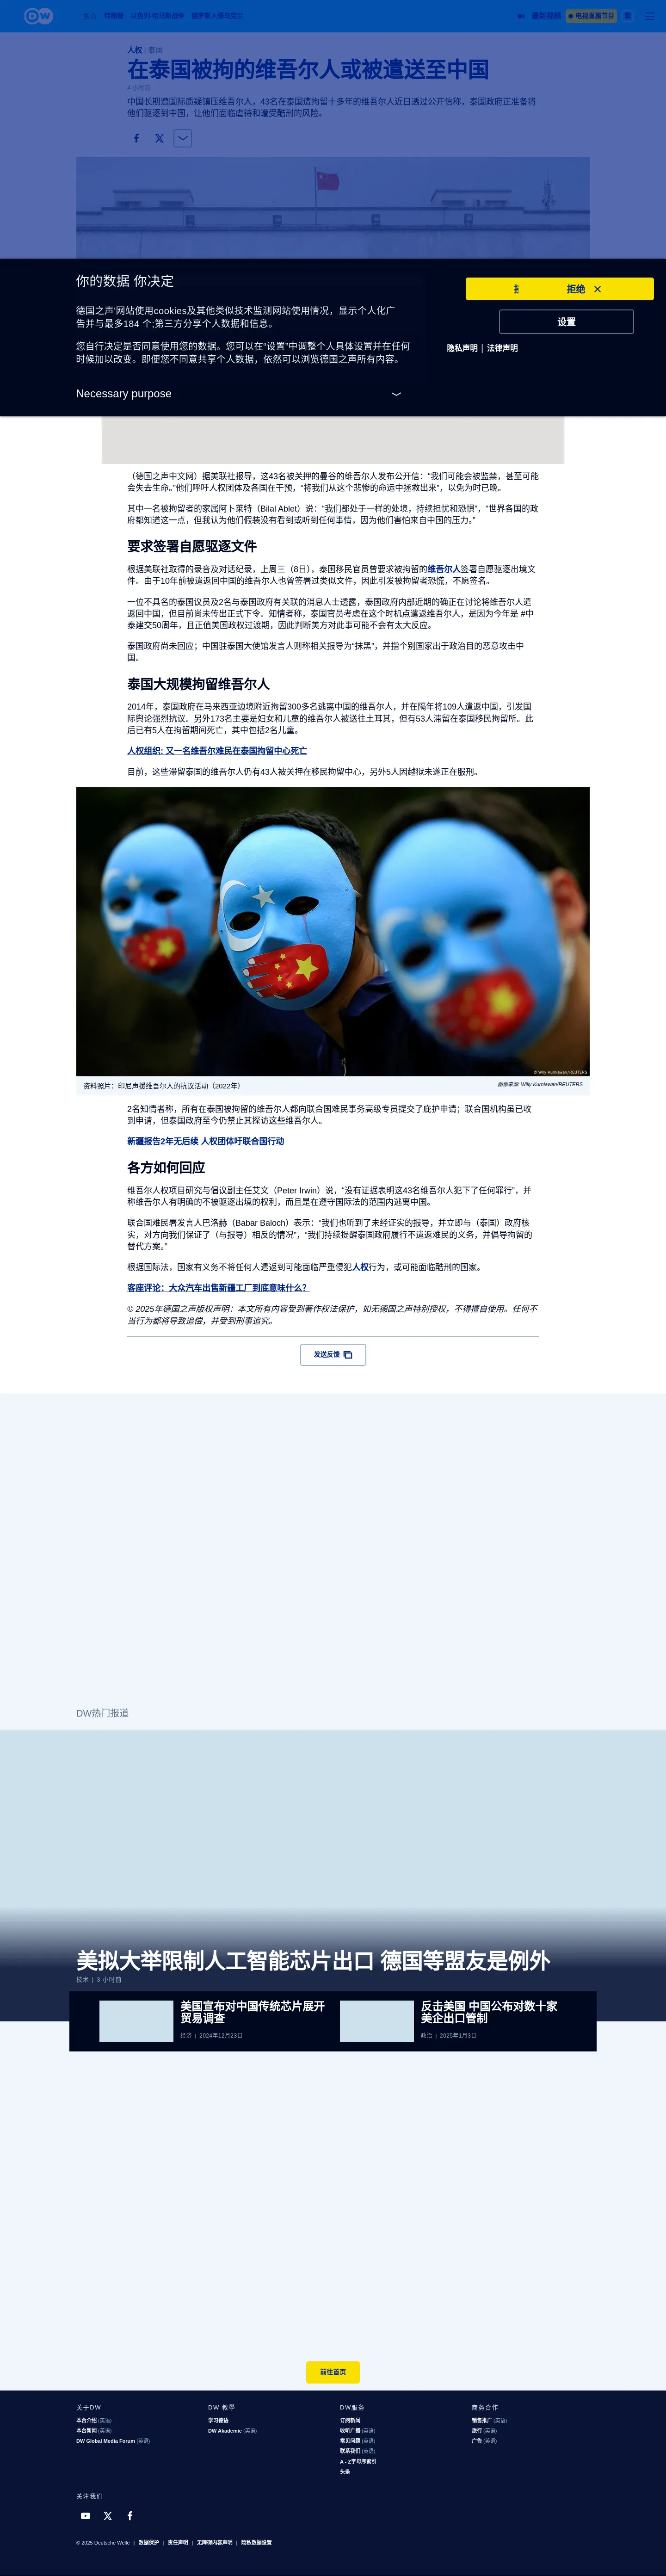 DW
焦点
特朗普
以色列-哈马斯战争
俄罗斯入侵乌克兰
最新视频
电视直播节目
繁
人权 | 泰国
在泰国被拘的维吾尔人或被遣送至中国
4 小时前
中国长期遭国际质疑镇压维吾尔人，43名在泰国遭拘留十多年的维吾尔人近日透过公开信称，泰国政府正准备将
他们驱逐到中国，让他们面临虐待和遭受酷刑的风险。
你的数据 你决定
德国之声'网站使用cookies及其他类似技术监测网站使用情况，显示个人化广
告并与最多184 个;第三方分享个人数据和信息。
您自行决定是否同意使用您的数据。您可以在"设置"中调整个人具体设置并在任何
时候加以改变。即便您不同意共享个人数据，依然可以浏览德国之声所有内容。
Necessary purpose
拒绝
设置
隐私声明 | 法律声明
（德国之声中文网）据美联社报导，这43名被关押的曼谷的维吾尔人发布公开信："我们可能会被监禁，甚至可能
会失去生命。"他们呼吁人权团体及各国在干预，"将我们从这个悲惨的命运中拯救出来"，以免为时已晚。
其中一名被拘留者的家属阿卜莱特（Bilal Ablet）说："我们都处于一样的处境，持续担忧和恐惧"，"世界各国的政
府都知道这一点，但我认为他们假装没有看到或听到任何事情，因为他们害怕来自中国的压力。"
要求签署自愿驱逐文件
根据美联社取得的录音及对话纪录，上周三（8日），泰国移民官员曾要求被拘留的维吾尔人签署自愿驱逐出境文
件。由于10年前被遣返回中国的维吾尔人也曾签署过类似文件，因此引发被拘留者恐慌，不愿签名。
一位不具名的泰国议员及2名与泰国政府有关联的消息人士透露，泰国政府内部近期的确正在讨论将维吾尔人遣
返回中国，但目前尚未传出正式下令。知情者称，泰国官员考虑在这个时机点遣返维吾尔人，是因为今年是 #中
泰建交50周年，且正值美国政权过渡期，因此判断美方对此事可能不会有太大反应。
泰国政府尚未回应；中国驻泰国大使馆发言人则称相关报导为"抹黑"，并指个别国家出于政治目的恶意攻击中
国。
泰国大规模拘留维吾尔人
2014年，泰国政府在马来西亚边境附近拘留300多名逃离中国的维吾尔人，并在隔年将109人遣返中国，引发国
际舆论强烈抗议。另外173名主要是妇女和儿童的维吾尔人被送往土耳其，但有53人滞留在泰国移民拘留所。此
后已有5人在拘留期间死亡，其中包括2名儿童。
人权组织: 又一名维吾尔难民在泰国拘留中心死亡
目前，这些滞留泰国的维吾尔人仍有43人被关押在移民拘留中心，另外5人因越狱未遂正在服刑。
© Willy Kurniawan/REUTERS
资料照片：印尼声援维吾尔人的抗议活动（2022年）
图像来源: Willy Kurniawan/REUTERS
2名知情者称，所有在泰国被拘留的维吾尔人都向联合国难民事务高级专员提交了庇护申请；联合国机构虽已收
到申请，但泰国政府至今仍禁止其探访这些维吾尔人。
新疆报告2年无后续 人权团体吁联合国行动
各方如何回应
维吾尔人权项目研究与倡议副主任艾文（Peter Irwin）说，"没有证据表明这43名维吾尔人犯下了任何罪行"，并
称维吾尔人有明确的不被驱逐出境的权利，而且是在遵守国际法的范围内逃离中国。
联合国难民署发言人巴洛赫（Babar Baloch）表示："我们也听到了未经证实的报导，并立即与（泰国）政府核
实，对方向我们保证了（与报导）相反的情况"，"我们持续提醒泰国政府履行不遣返难民的义务，并倡导拘留的
替代方案。"
根据国际法，国家有义务不将任何人遣返到可能面临严重侵犯人权行为，或可能面临酷刑的国家。
客座评论：大众汽车出售新疆工厂到底意味什么？
© 2025年德国之声版权声明：本文所有内容受到著作权法保护，如无德国之声特别授权，不得擅自使用。任何不
当行为都将导致追偿，并受到刑事追究。
发送反馈
DW热门报道
美拟大举限制人工智能芯片出口 德国等盟友是例外
技术 | 3 小时前
美国宣布对中国传统芯片展开
贸易调查
经济 | 2024年12月23日
反击美国 中国公布对数十家
美企出口管制
政治 | 2025年1月3日
前往首页
关于DW
本台介绍 (英语)
本台新闻 (英语)
DW Global Media Forum (英语)
DW 教學
学习德语
DW Akademie (英语)
DW服务
订阅新闻
收听广播 (英语)
常见问题 (英语)
联系我们 (英语)
A - Z字母序索引
头条
商务合作
销售推广 (英语)
旅行 (英语)
广告 (英语)
关注我们
© 2025 Deutsche Welle | 数据保护 | 责任声明 | 无障碍内容声明 | 隐私数据设置